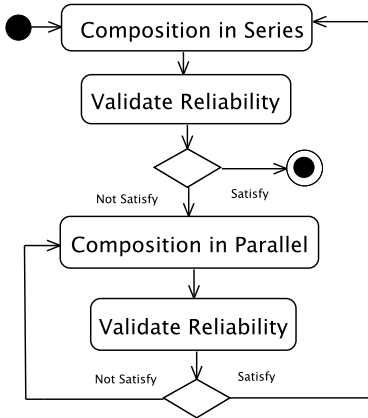 Composition in Series
Validate Reliability
Not Satisfy
Satisfy
Composition in Parallel
Validate Reliability
Not Satisfy
Satisfy